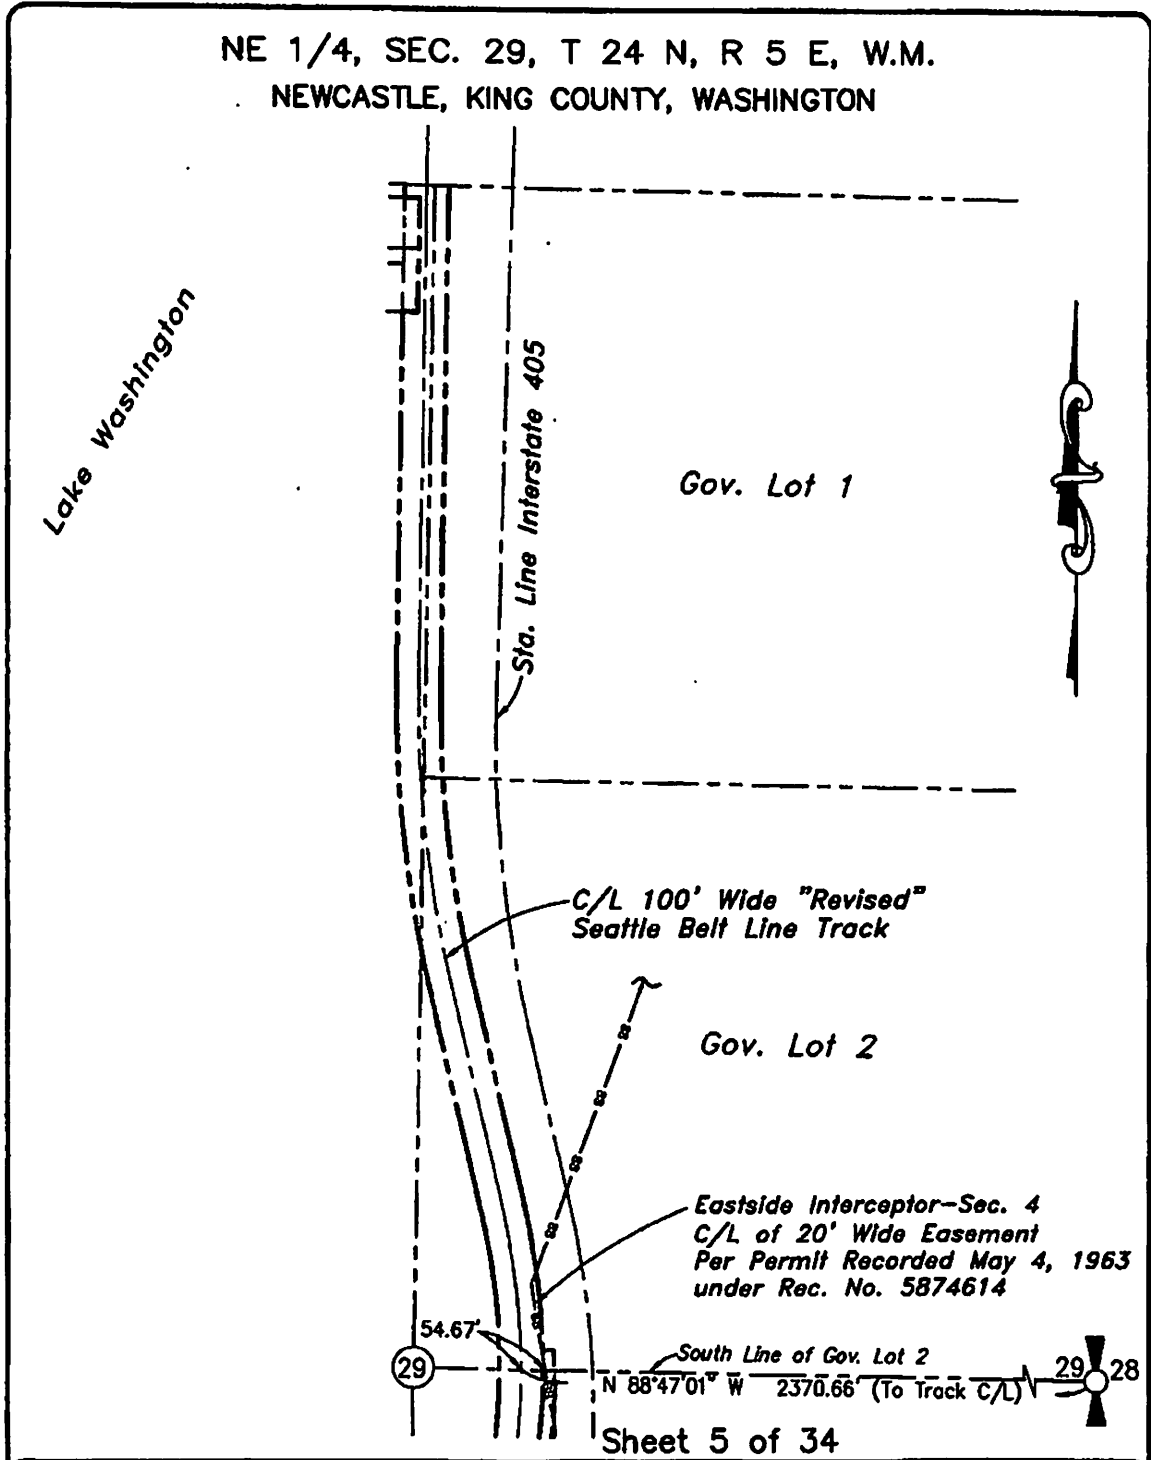 NE 1/4, SEC. 29, T 24 N, R 5 E, W.M.
NEWCASTLE, KING COUNTY, WASHINGTON
Lake Washington
Sta. Line Interstate 405
Gov. Lot 1
C/L 100' Wide "Revised"
Seattle Belt Line Track
Gov. Lot 2
Eastside Interceptor-Sec. 4
C/L of 20' Wide Easement
Per Permit Recorded May 4, 1963
under Rec. No. 5874614
54.67'
29
South Line of Gov. Lot 2
N 88°47'01" W 2370.66' (To Track C/L)
29 28
Sheet 5 of 34